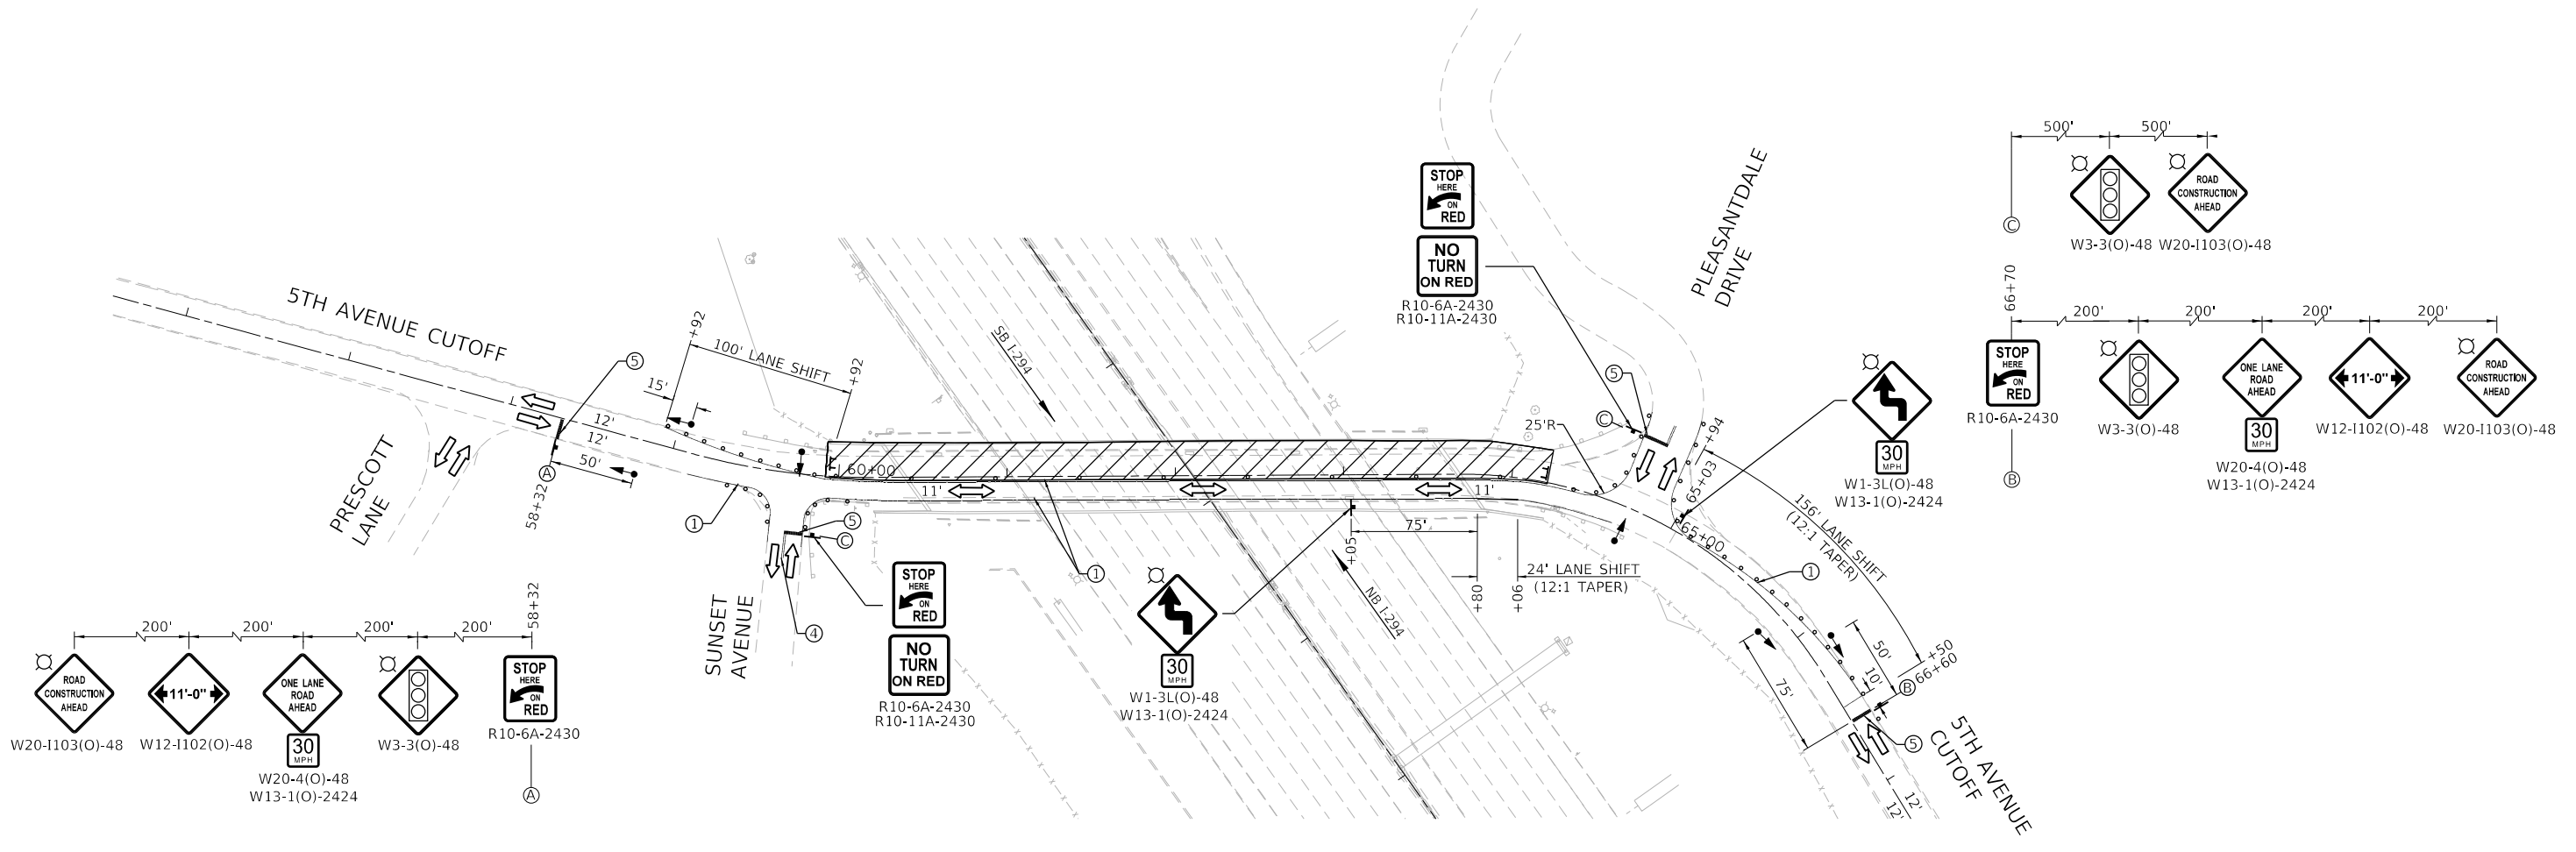 5TH AVENUE CUTOFF
PRESCOTT
LANE
58+32
A
50'
12'
12'
5
15'
+92
100' LANE SHIFT
+92
1
60+00
11'
5
C
4
SUNSET
AVENUE
STOP
HERE
ON
RED
NO
TURN
ON RED
R10-6A-2430
R10-11A-2430
SB I-294
NB I-294
1
STOP
HERE
ON
RED
NO
TURN
ON RED
R10-6A-2430
R10-11A-2430
PLEASANTDALE
DRIVE
5
C
25'R
+94
65+03
65+00
11'
75'
+05
+80
+06
24' LANE SHIFT
(12:1 TAPER)
30
MPH
W1-3L(O)-48
W13-1(O)-2424
30
MPH
W1-3L(O)-48
W13-1(O)-2424
156' LANE SHIFT
(12:1 TAPER)
1
50'
10'
75'
+50
66+60
B
5
12'
12'
5TH AVENUE
CUTOFF
500'
500'
C
ROAD
CONSTRUCTION
AHEAD
W3-3(O)-48
W20-I103(O)-48
66+70
200'
200'
200'
200'
STOP
HERE
ON
RED
ONE LANE
ROAD
AHEAD
11'-0"
ROAD
CONSTRUCTION
AHEAD
R10-6A-2430
W3-3(O)-48
30
MPH
W12-I102(O)-48
W20-I103(O)-48
W20-4(O)-48
W13-1(O)-2424
B
58+32
200'
200'
200'
200'
ROAD
CONSTRUCTION
AHEAD
11'-0"
ONE LANE
ROAD
AHEAD
STOP
HERE
ON
RED
W20-I103(O)-48
W12-I102(O)-48
30
MPH
W3-3(O)-48
R10-6A-2430
W20-4(O)-48
W13-1(O)-2424
A